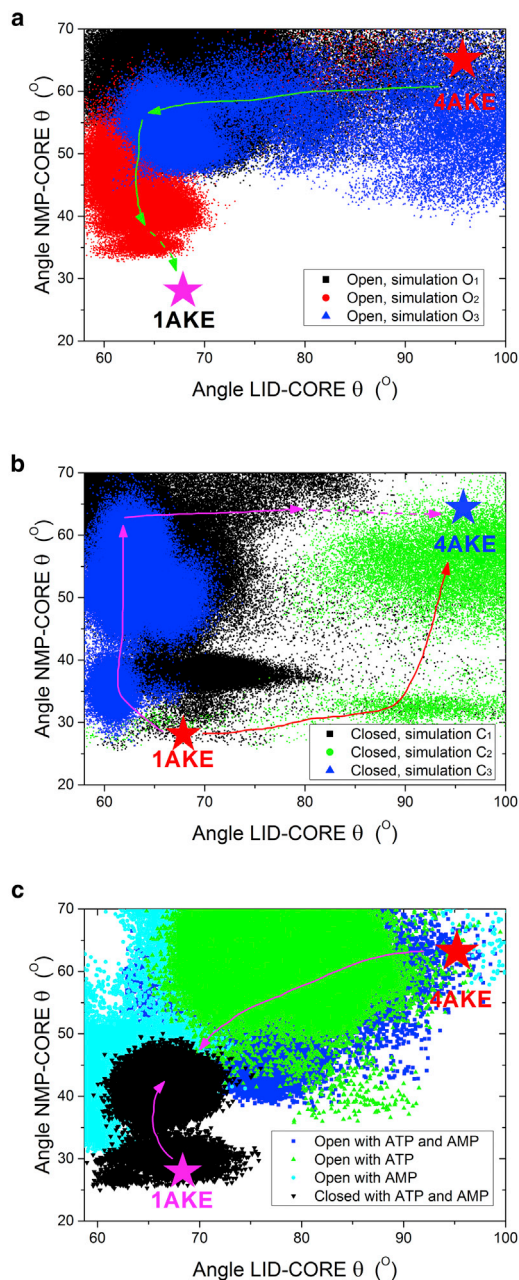 a
Angle NMP-CORE θ (°)
70
60
50
40
30
20
4AKE
1AKE
Open, simulation O₁
Open, simulation O₂
Open, simulation O₃
60 70 80 90 100
Angle LID-CORE θ (O)
b
Angle NMP-CORE θ (°)
70
60
50
40
30
20
4AKE
1AKE
Closed, simulation C₁
Closed, simulation C₂
Closed, simulation C₃
60 70 80 90 100
Angle LID-CORE θ (O)
c
Angle NMP-CORE θ (°)
70
60
50
40
30
20
4AKE
1AKE
Open with ATP and AMP
Open with ATP
Open with AMP
Closed with ATP and AMP
60 70 80 90 100
Angle LID-CORE θ (O)